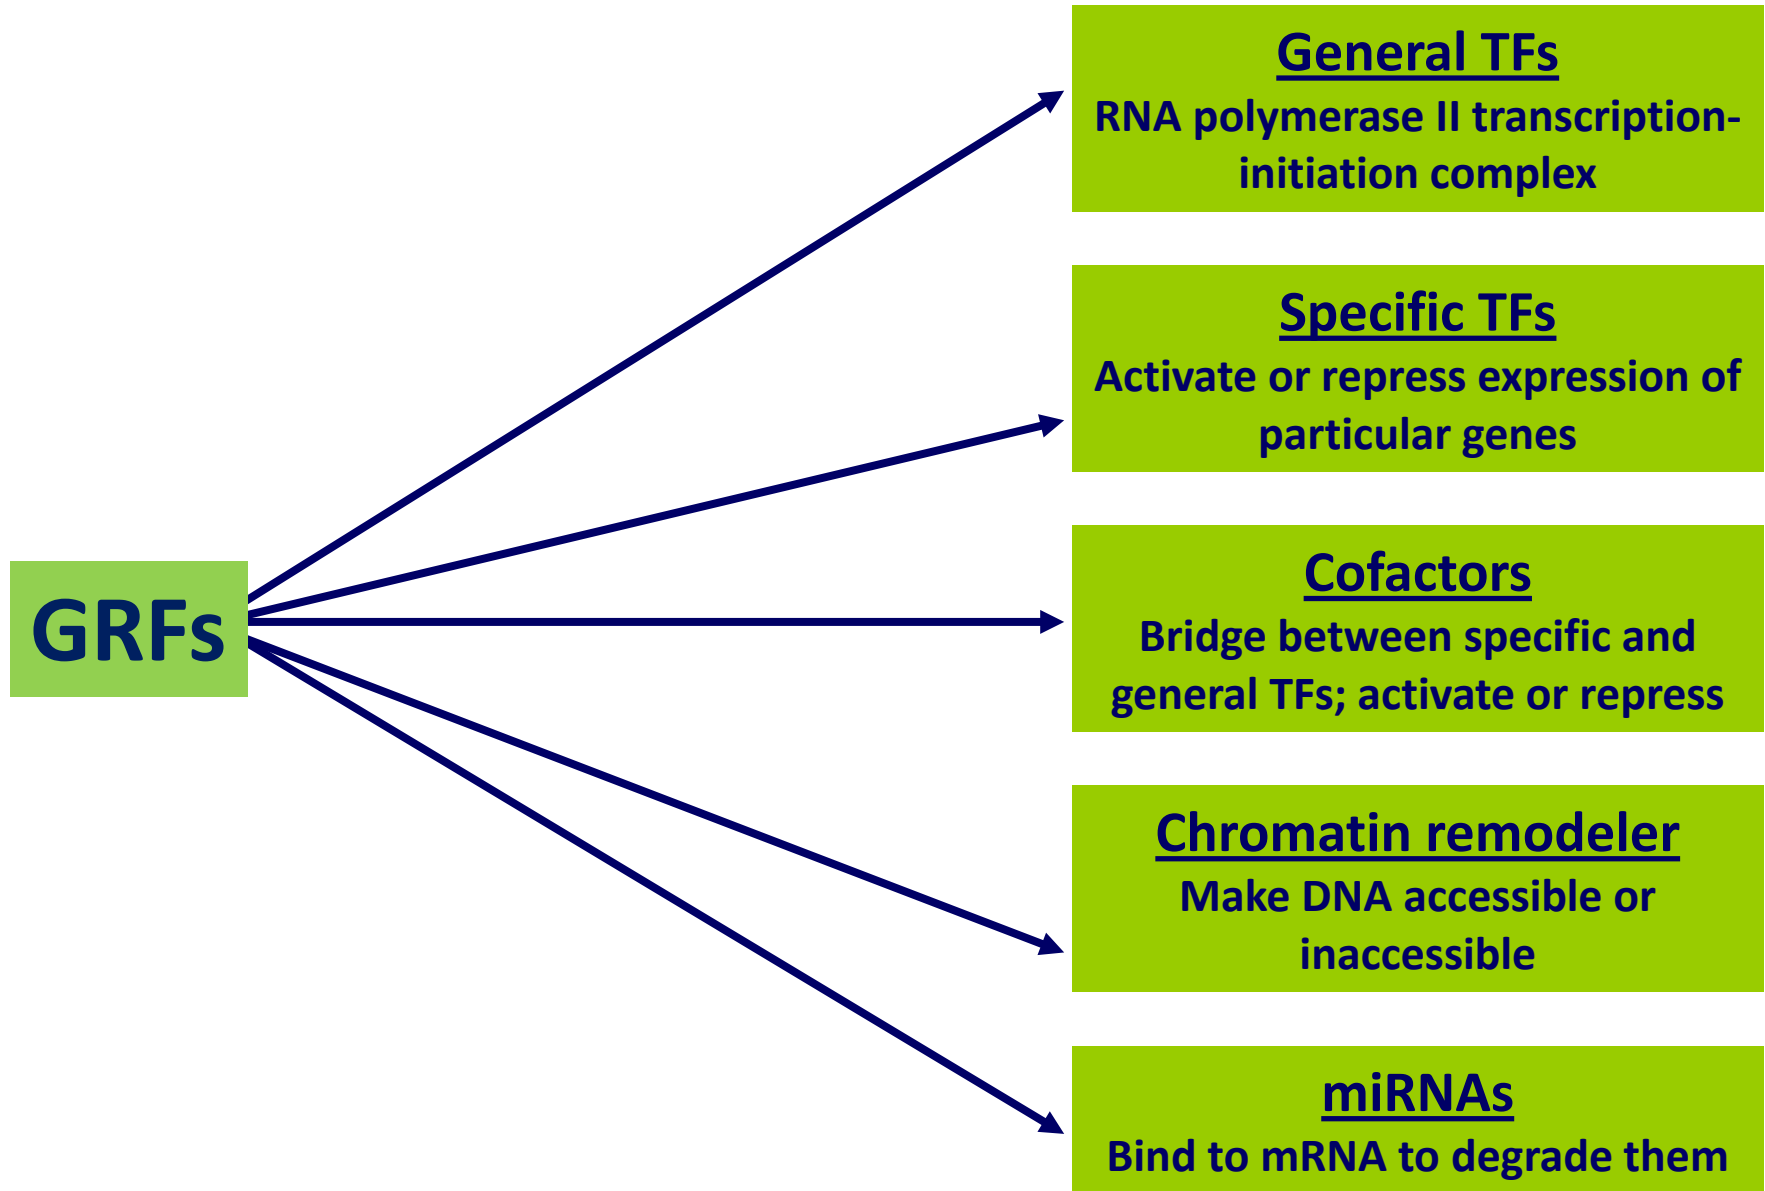 General TFs
RNA polymerase II transcription-
initiation complex
Specific TFs
Activate or repress expression of
particular genes
GRFs
Cofactors
Bridge between specific and
general TFs; activate or repress
Chromatin remodeler
Make DNA accessible or
inaccessible
miRNAs
Bind to mRNA to degrade them